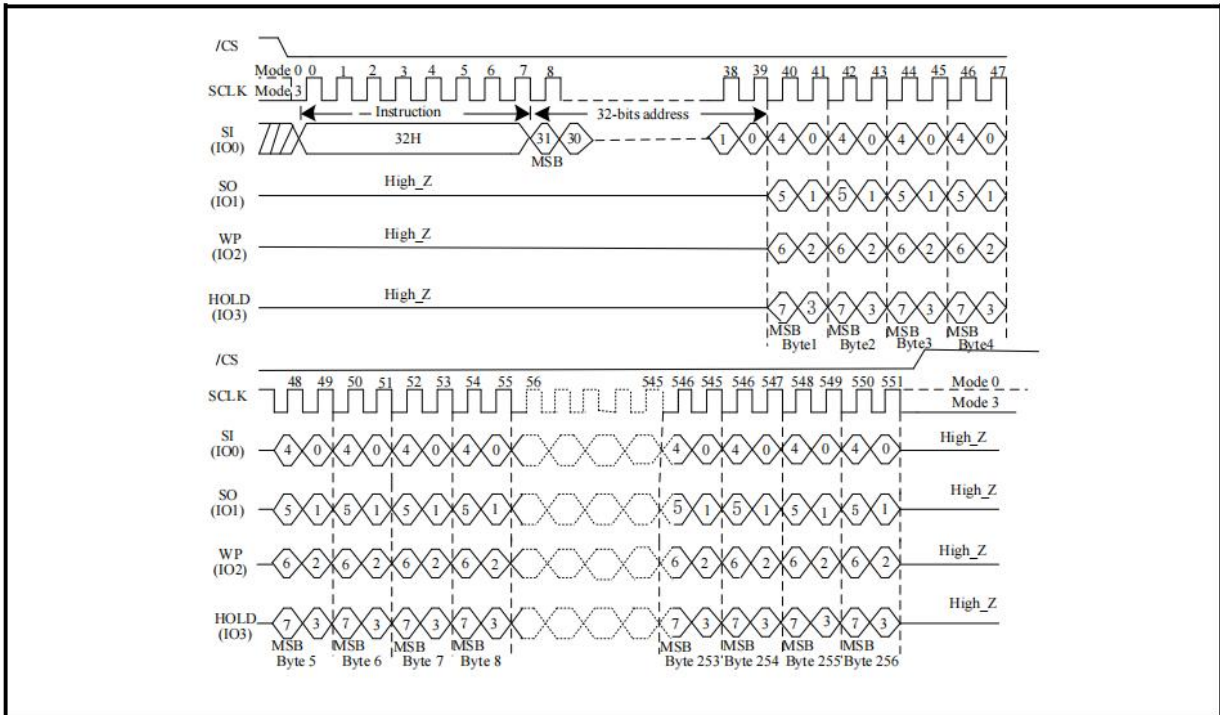 /CS
Mode 0 0 1 2 3 4 5 6 7 8 38 39 40 41 42 43 44 45 46 47
SCLK Mode 3
Instruction 32-bits address
SI 32H 31 30 1 0 4 0 4 0 4 0 4 0
(IO0) MSB
SO High_Z 5 1 5 1 5 1 5 1
(IO1)
WP High_Z 6 2 6 2 6 2 6 2
(IO2)
HOLD High_Z 7 3 7 3 7 3 7 3
(IO3)
MSB MSB MSB MSB
Byte1 Byte2 Byte3 Byte4
/CS
48 49 50 51 52 53 54 55 56 545 546 545 546 547 548 549 550 551 Mode 0
SCLK Mode 3
SI 4 0 4 0 4 0 4 0 4 0 4 0 4 0 4 0 High_Z
(IO0)
SO 5 1 5 1 5 1 5 1 5 1 5 1 5 1 5 1 High_Z
(IO1)
WP 6 2 6 2 6 2 6 2 6 2 6 2 6 2 6 2 High_Z
(IO2)
HOLD 7 3 7 3 7 3 7 3 7 3 7 3 7 3 7 3 High_Z
(IO3)
MSB MSB MSB MSB MSB MSB MSB MSB
Byte 5 Byte 6 Byte 7 Byte 8 Byte 253 Byte 254 Byte 255 Byte 256